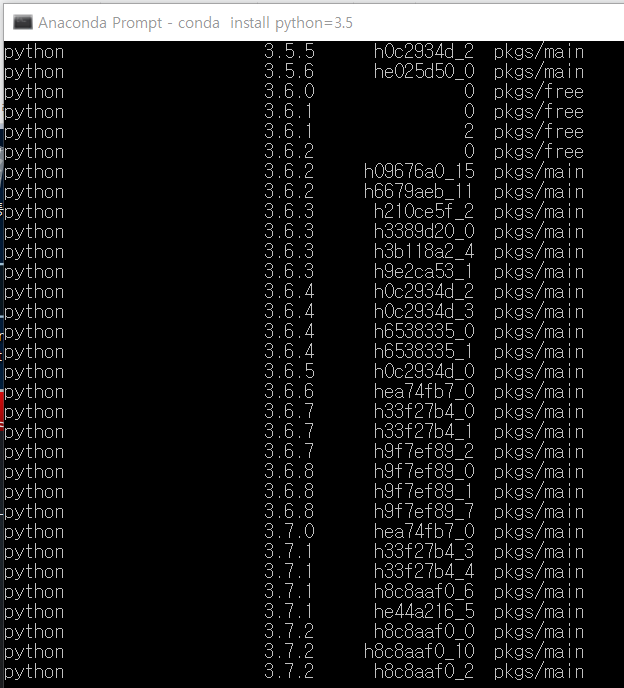 Anaconda Prompt - conda  install python=3.5
python 3.5.5 h0c2934d_2 pkgs/main
python 3.5.6 he025d50_0 pkgs/main
python 3.6.0 0 pkgs/free
python 3.6.1 0 pkgs/free
python 3.6.1 2 pkgs/free
python 3.6.2 0 pkgs/free
python 3.6.2 h09676a0_15 pkgs/main
python 3.6.2 h6679aeb_11 pkgs/main
python 3.6.3 h210ce5f_2 pkgs/main
python 3.6.3 h3389d20_0 pkgs/main
python 3.6.3 h3b118a2_4 pkgs/main
python 3.6.3 h9e2ca53_1 pkgs/main
python 3.6.4 h0c2934d_2 pkgs/main
python 3.6.4 h0c2934d_3 pkgs/main
python 3.6.4 h6538335_0 pkgs/main
python 3.6.4 h6538335_1 pkgs/main
python 3.6.5 h0c2934d_0 pkgs/main
python 3.6.6 hea74fb7_0 pkgs/main
python 3.6.7 h33f27b4_0 pkgs/main
python 3.6.7 h33f27b4_1 pkgs/main
python 3.6.7 h9f7ef89_2 pkgs/main
python 3.6.8 h9f7ef89_0 pkgs/main
python 3.6.8 h9f7ef89_1 pkgs/main
python 3.6.8 h9f7ef89_7 pkgs/main
python 3.7.0 hea74fb7_0 pkgs/main
python 3.7.1 h33f27b4_3 pkgs/main
python 3.7.1 h33f27b4_4 pkgs/main
python 3.7.1 h8c8aaf0_6 pkgs/main
python 3.7.1 he44a216_5 pkgs/main
python 3.7.2 h8c8aaf0_0 pkgs/main
python 3.7.2 h8c8aaf0_10 pkgs/main
python 3.7.2 h8c8aaf0_2 pkgs/main